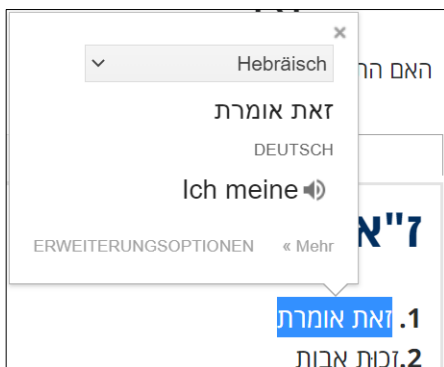 האם הר
×
Hebräisch
זאת אומרת
DEUTSCH
Ich meine
ERWEITERUNGSOPTIONEN « Mehr
ז"א
1. זאת אומרת
2.זכות אבות